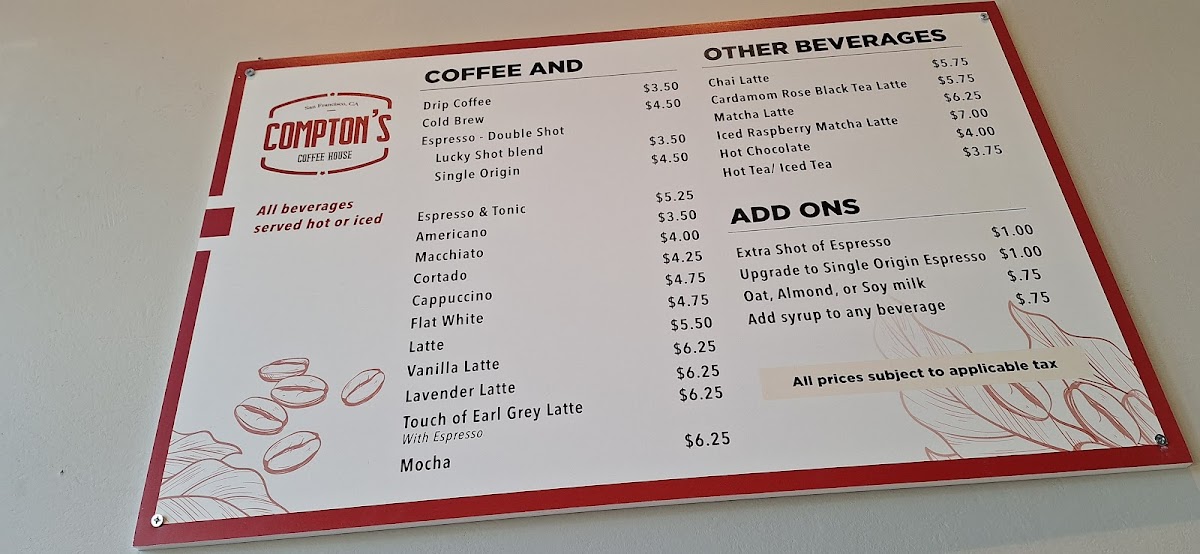 San Francisco, CA
COMPTON'S
COFFEE HOUSE
All beverages
served hot or iced
COFFEE AND
Drip Coffee $3.50
Cold Brew $4.50
Espresso - Double Shot
Lucky Shot blend $3.50
Single Origin $4.50
Espresso & Tonic $5.25
Americano $3.50
Macchiato $4.00
Cortado $4.25
Cappuccino $4.75
Flat White $4.75
Latte $5.50
Vanilla Latte $6.25
Lavender Latte $6.25
Touch of Earl Grey Latte $6.25
With Espresso
Mocha $6.25
OTHER BEVERAGES
Chai Latte $5.75
Cardamom Rose Black Tea Latte $5.75
Matcha Latte $6.25
Iced Raspberry Matcha Latte $7.00
Hot Chocolate $4.00
Hot Tea/ Iced Tea $3.75
ADD ONS
Extra Shot of Espresso $1.00
Upgrade to Single Origin Espresso $1.00
Oat, Almond, or Soy milk $.75
Add syrup to any beverage $.75
All prices subject to applicable tax